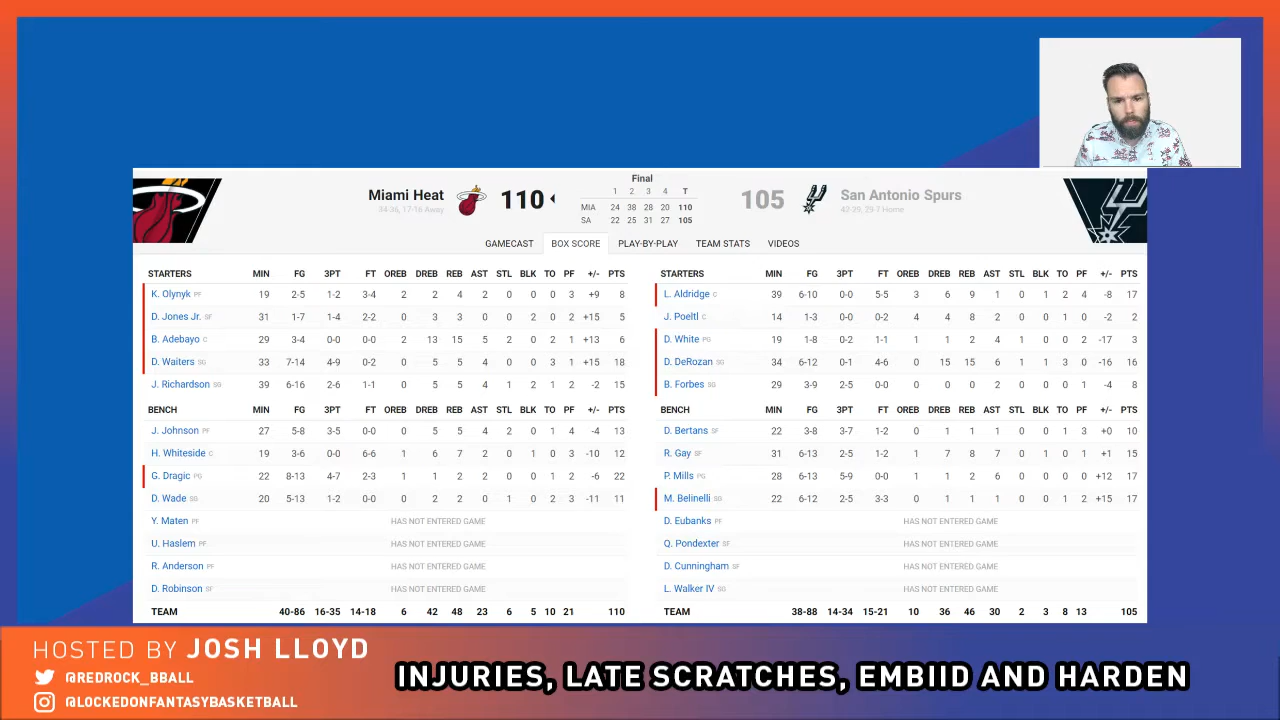 Final
Miami Heat 110 1 2 3 4 T 105 San Antonio Spurs
34-36, 17-16 Away MIA 24 38 28 20 110 42-29, 29-7 Home
SA 22 25 31 27 105
GAMECAST BOX SCORE PLAY-BY-PLAY TEAM STATS VIDEOS
STARTERS MIN FG 3PT FT OREB DREB REB AST STL BLK TO PF +/- PTS
K. Olynyk PF 19 2-5 1-2 3-4 2 2 4 2 0 0 0 3 +9 8
D. Jones Jr. SF 31 1-7 1-4 2-2 0 3 3 0 0 2 0 2 +15 5
B. Adebayo C 29 3-4 0-0 0-0 2 13 15 5 0 0 2 1 +13 6
D. Waiters SG 33 7-14 4-9 0-2 0 5 5 4 0 0 3 1 +15 18
J. Richardson SG 39 6-16 2-6 1-1 0 5 5 4 1 2 1 2 -2 15
BENCH MIN FG 3PT FT OREB DREB REB AST STL BLK TO PF +/- PTS
J. Johnson PF 27 5-8 3-5 0-0 0 5 5 4 2 0 1 4 -4 13
H. Whiteside C 19 3-6 0-0 6-6 1 6 7 2 0 1 0 3 -10 12
G. Dragic PG 22 8-13 4-7 2-3 1 1 2 2 0 0 1 2 -6 22
D. Wade SG 20 5-13 1-2 0-0 0 2 2 0 1 0 2 3 -11 11
Y. Maten PF HAS NOT ENTERED GAME
U. Haslem PF HAS NOT ENTERED GAME
R. Anderson PF HAS NOT ENTERED GAME
D. Robinson SF HAS NOT ENTERED GAME
TEAM 40-86 16-35 14-18 6 42 48 23 6 5 10 21 110
STARTERS MIN FG 3PT FT OREB DREB REB AST STL BLK TO PF +/- PTS
L. Aldridge C 39 6-10 0-0 5-5 3 6 9 1 0 1 2 4 -8 17
J. Poeltl C 14 1-3 0-0 0-2 4 4 8 1 0 0 1 0 -2 2
D. White PG 19 1-8 0-2 1-1 1 1 2 4 1 0 0 2 -17 3
D. DeRozan SG 34 6-12 0-1 4-6 0 15 15 6 1 1 3 0 -16 16
B. Forbes SG 29 3-9 2-5 0-0 0 2 2 0 0 0 0 1 -4 8
BENCH MIN FG 3PT FT OREB DREB REB AST STL BLK TO PF +/- PTS
D. Bertans SF 22 3-8 3-7 1-2 0 1 1 1 0 0 1 3 +0 10
R. Gay SF 31 6-13 2-5 1-2 1 7 8 7 0 0 1 0 +1 15
P. Mills PG 28 6-13 5-9 0-0 1 1 2 6 0 0 0 0 +12 17
M. Belinelli SG 22 6-12 2-5 3-3 0 1 1 1 0 0 1 2 +15 17
D. Eubanks PF HAS NOT ENTERED GAME
Q. Pondexter SF HAS NOT ENTERED GAME
D. Cunningham SF HAS NOT ENTERED GAME
L. Walker IV SG HAS NOT ENTERED GAME
TEAM 38-88 14-34 15-21 10 36 46 30 2 3 8 13 105
HOSTED BY JOSH LLOYD
@REDROCK_BBALL
@LOCKEDONFANTASYBASKETBALL
INJURIES, LATE SCRATCHES, EMBIID AND HARDEN